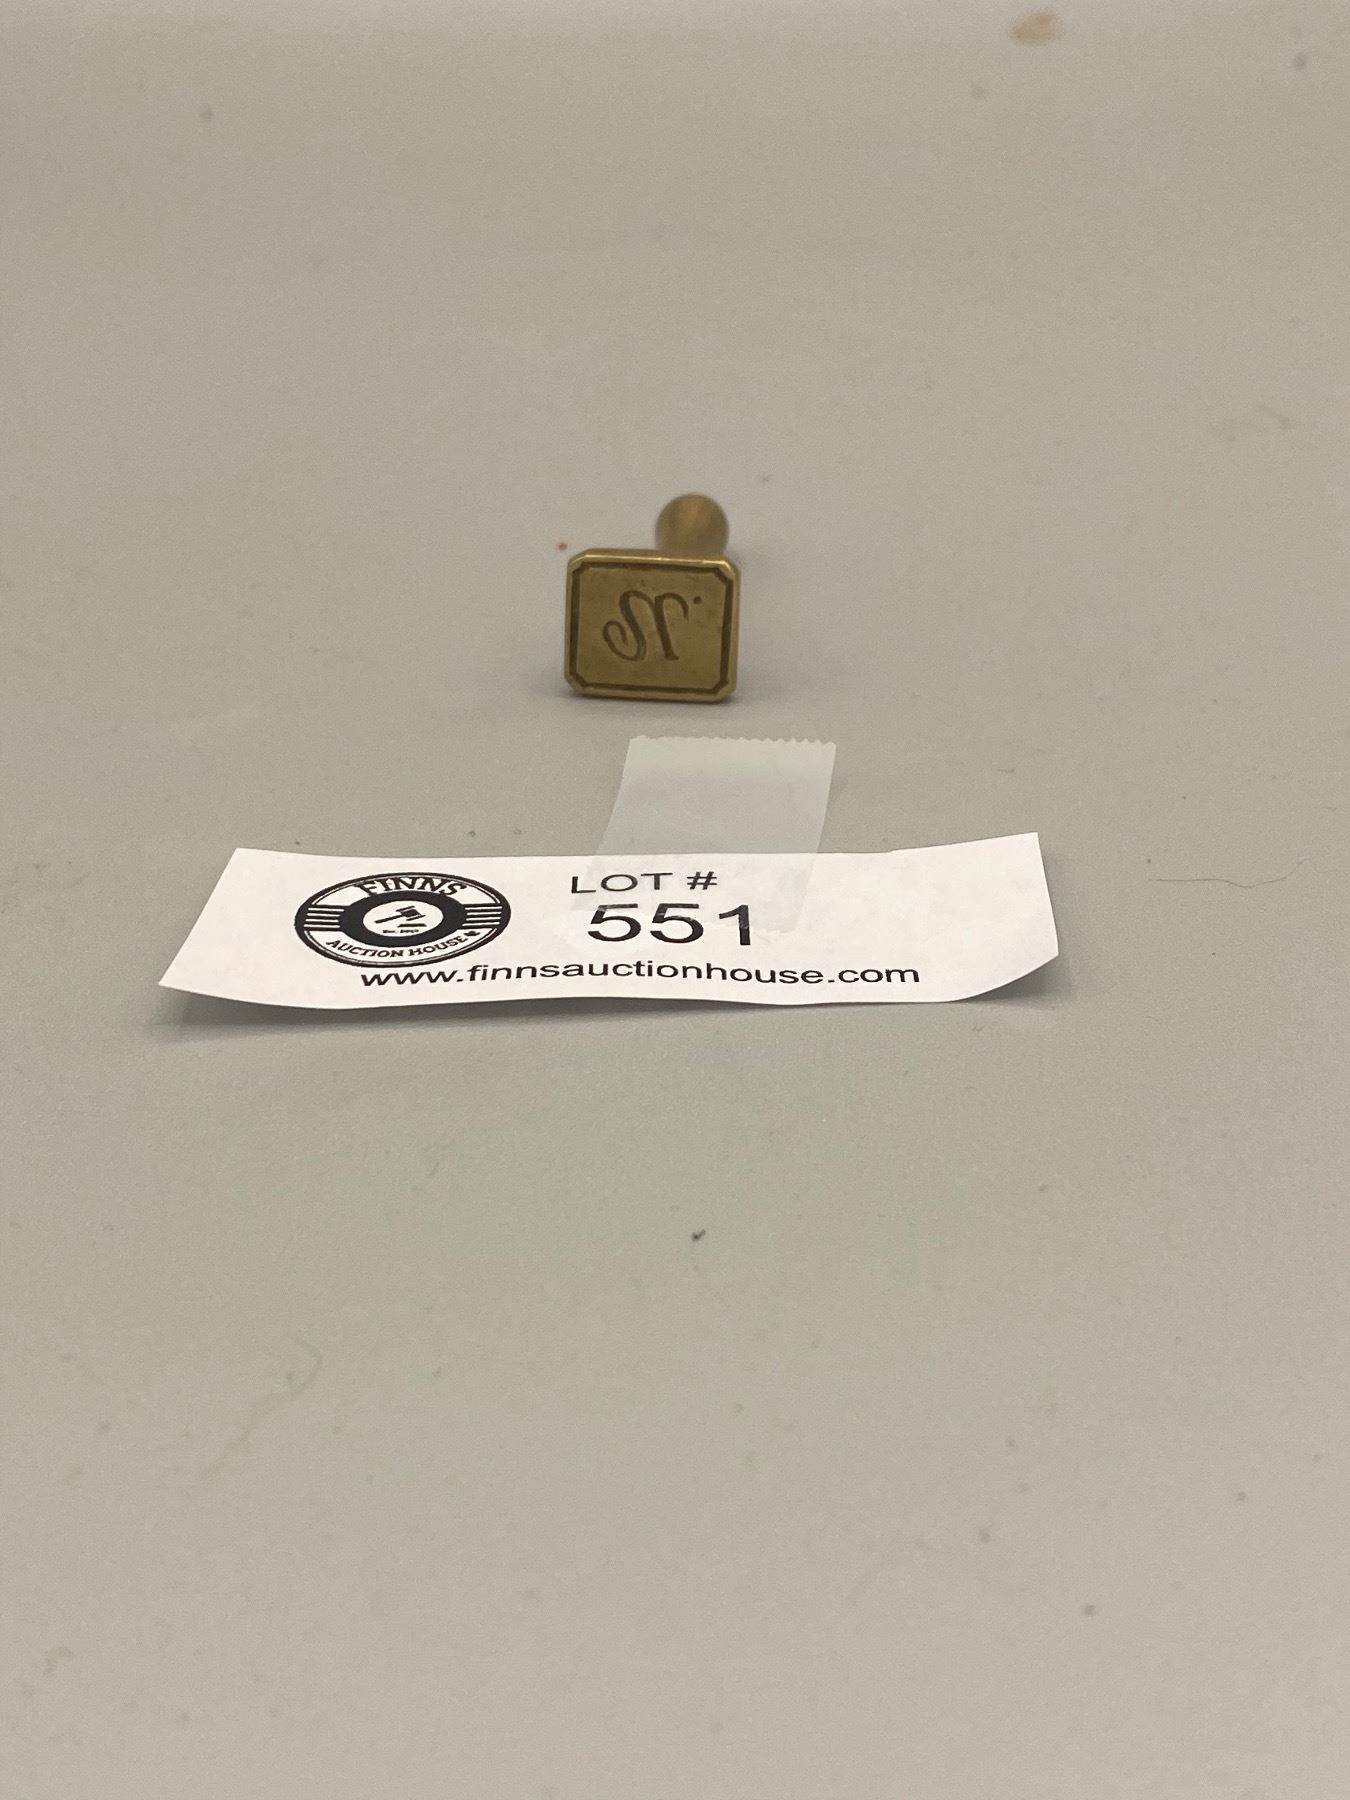 FINNS
AUCTION HOUSE
LOT #
551
www.finnsauctionhouse.com